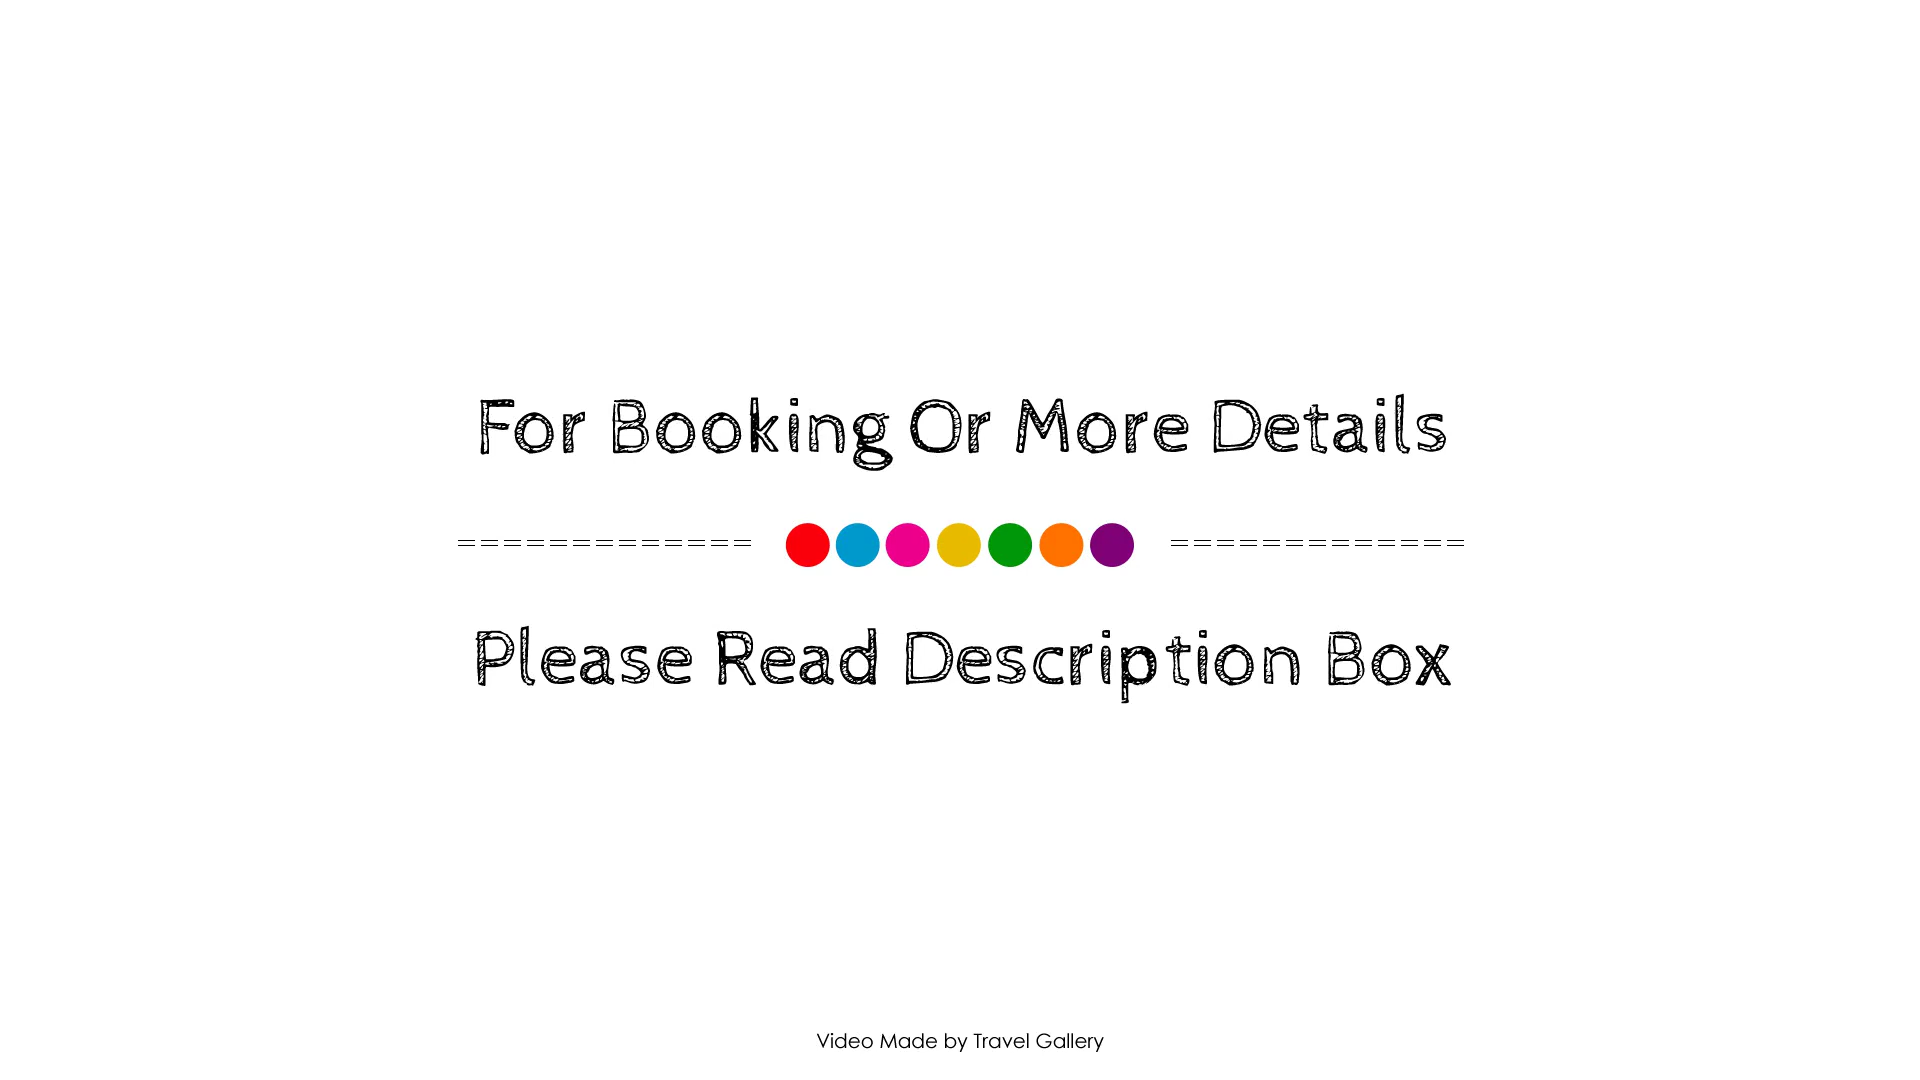 For Booking Or More Details
============= =============
Please Read Description Box
Video Made by Travel Gallery